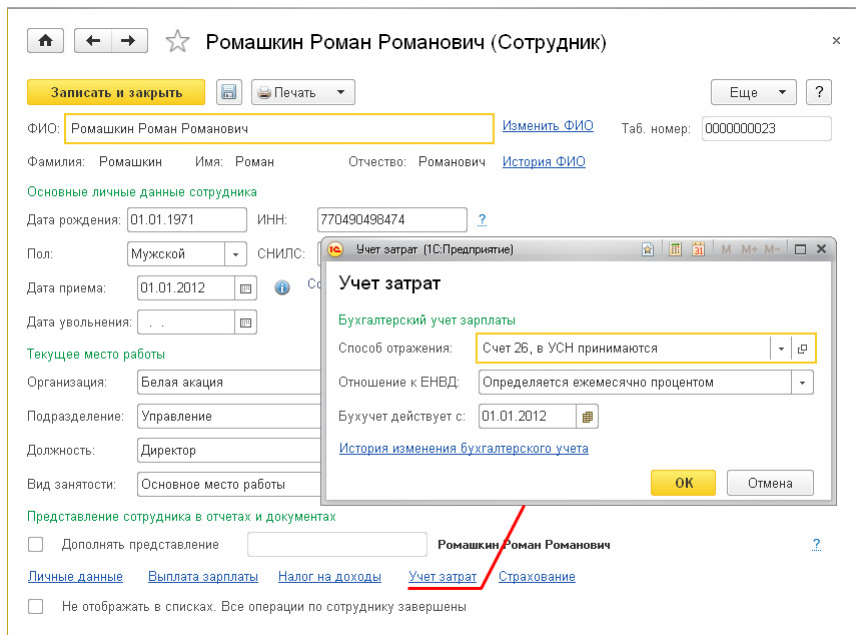 Ромашкин Роман Романович (Сотрудник)
Записать и закрыть Печать Еще ?
ФИО: Ромашкин Роман Романович Изменить ФИО Таб. номер: 0000000023
Фамилия: Ромашкин Имя: Роман Отчество: Романович История ФИО
Основные личные данные сотрудника
Дата рождения: 01.01.1971 ИНН: 770490498474 ?
Пол: Мужской СНИЛС:
Дата приема: 01.01.2012
Дата увольнения: . .
Текущее место работы
Организация: Белая акация
Подразделение: Управление
Должность: Директор
Вид занятости: Основное место работы
1С Учет затрат (1С:Предприятие) 31 M M+ M-
Учет затрат
Бухгалтерский учет зарплаты
Способ отражения: Счет 26, в УСН принимаются
Отношение к ЕНВД: Определяется ежемесячно процентом
Бухучет действует с: 01.01.2012
История изменения бухгалтерского учета
ОК Отмена
Представление сотрудника в отчетах и документах
Дополнять представление Ромашкин Роман Романович ?
Личные данные Выплата зарплаты Налог на доходы Учет затрат Страхование
Не отображать в списках. Все операции по сотруднику завершены